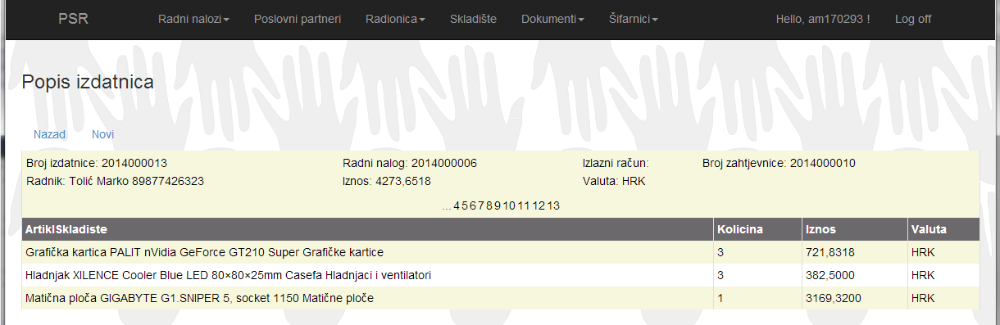 PSR Radni nalozi Poslovni partneri Radionica Skladište Dokumenti Šifarnici Hello, am170293 ! Log off
Popis izdatnica
Nazad Novi
Broj izdatnice: 2014000013 Radni nalog: 2014000006 Izlazni račun: Broj zahtjevnice: 2014000010
Radnik: Tolić Marko 89877426323 Iznos: 4273,6518 Valuta: HRK
... 4 5 6 7 8 9 10 11 12 13
ArtiklSkladiste Kolicina Iznos Valuta
Grafička kartica PALIT nVidia GeForce GT210 Super Grafičke kartice 3 721,8318 HRK
Hladnjak XILENCE Cooler Blue LED 80×80×25mm Casefa Hladnjaci i ventilatori 3 382,5000 HRK
Matična ploča GIGABYTE G1.SNIPER 5, socket 1150 Matične ploče 1 3169,3200 HRK